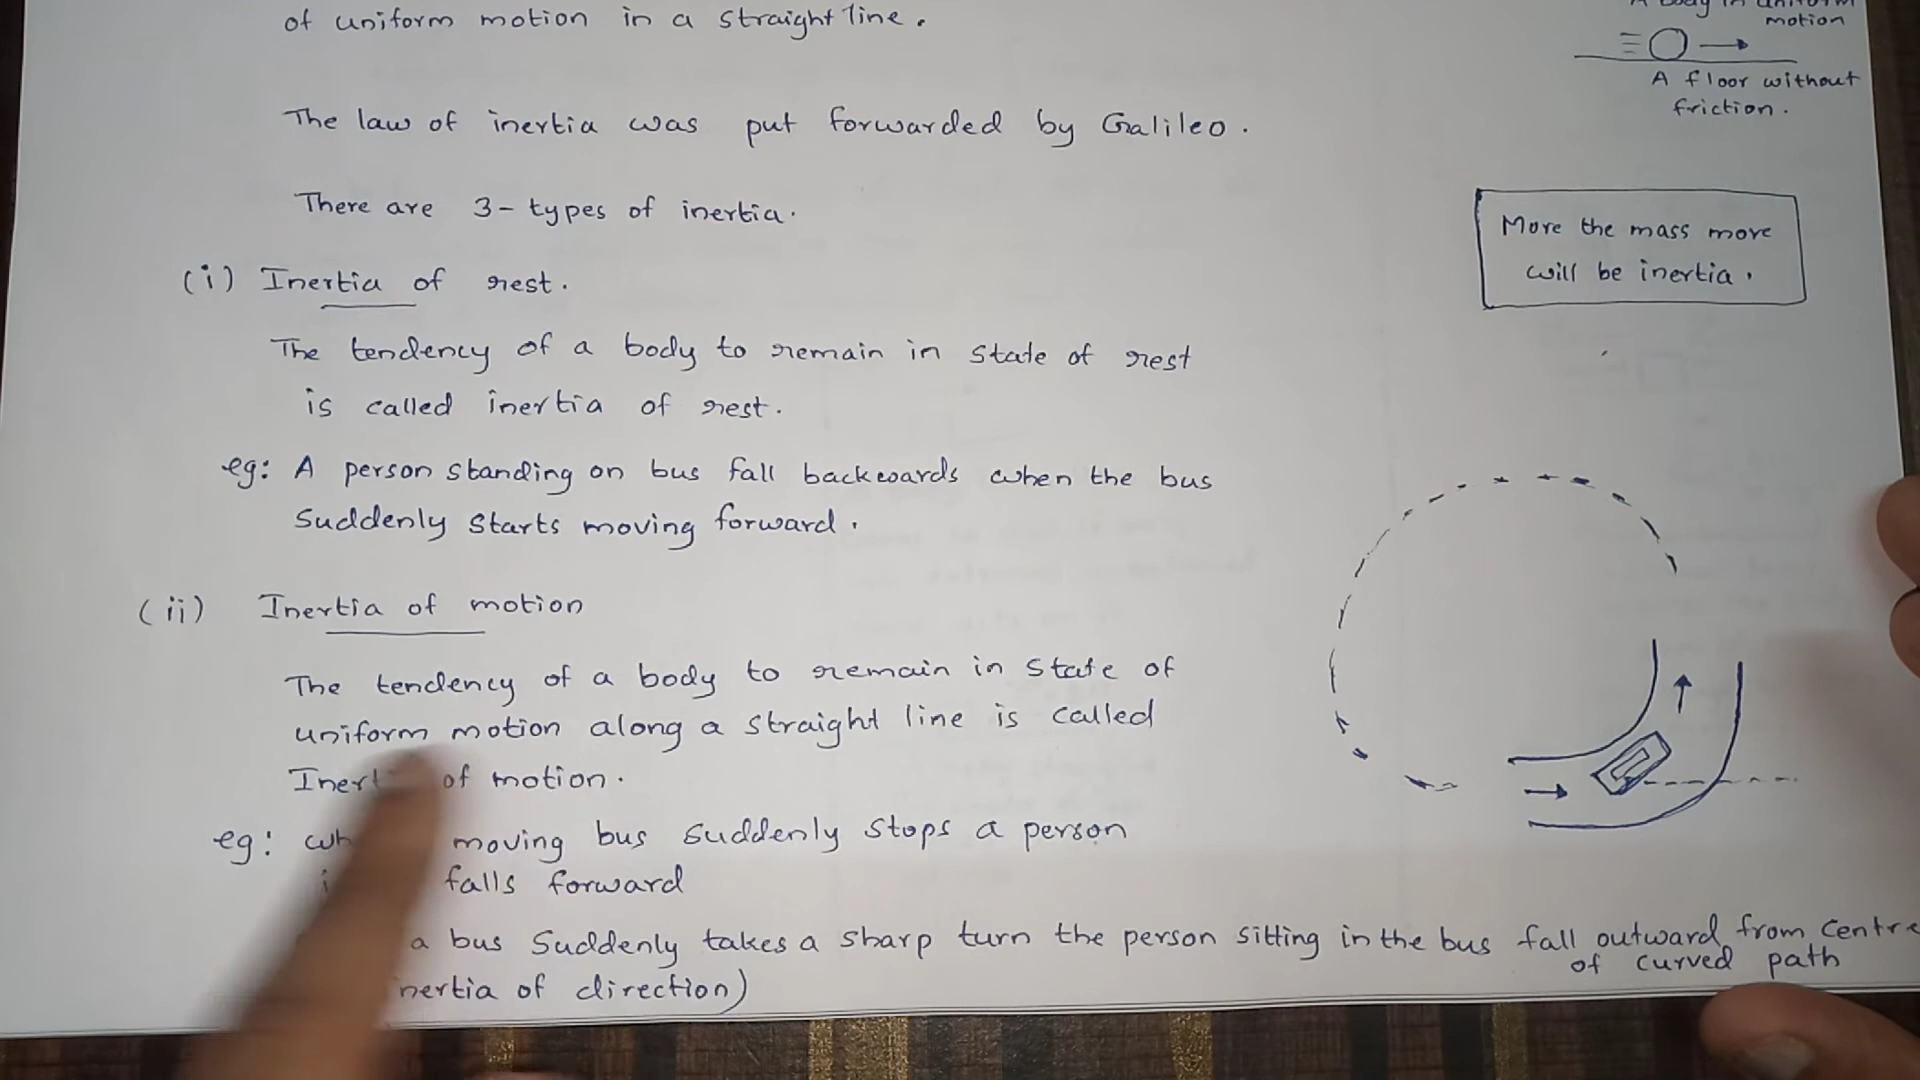 of uniform motion in a straight line.
motion
A floor without
friction.
The law of inertia was put forwarded by Galileo.
There are 3- types of inertia.
More the mass more
will be inertia.
(i) Inertia of rest.
The tendency of a body to remain in state of rest
is called inertia of rest.
eg: A person standing on bus fall backwards when the bus
suddenly starts moving forward.
(ii) Inertia of motion
The tendency of a body to remain in state of
uniform motion along a straight line is called
of motion.
eg: moving bus suddenly stops a person
falls forward
a bus suddenly takes a sharp turn the person sitting in the bus fall outward from centre
of curved path
of direction)